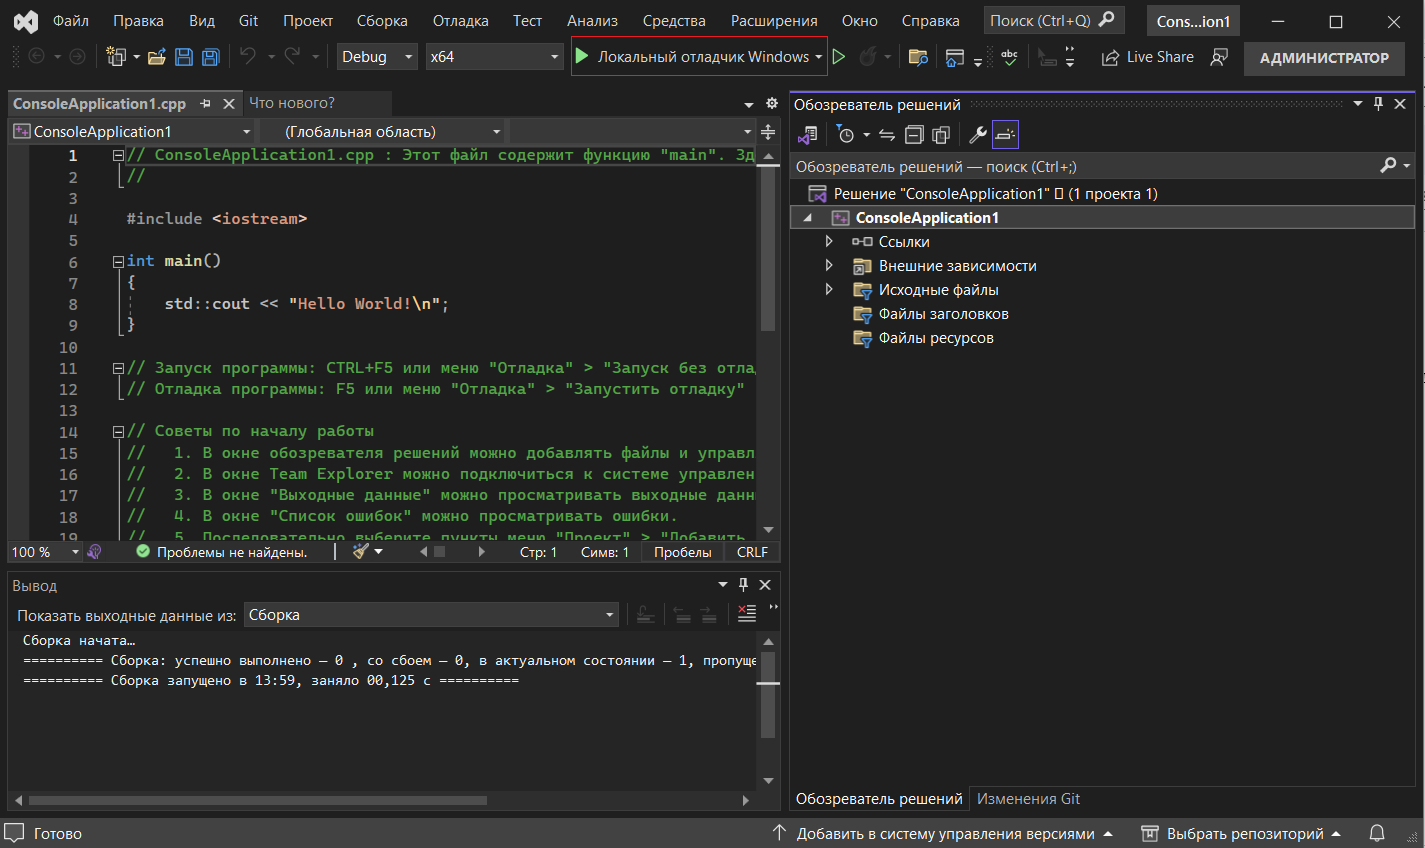 Файл Правка Вид Git Проект Сборка Отладка Тест Анализ Средства Расширения Окно Справка Поиск (Ctrl+Q) Cons...ion1
Debug x64 Локальный отладчик Windows abc Live Share АДМИНИСТРАТОР
ConsoleApplication1.cpp Что нового?
ConsoleApplication1 (Глобальная область)
1 // ConsoleApplication1.cpp : Этот файл содержит функцию "main". Зд
2 //
3
4 #include <iostream>
5
6 int main()
7 {
8 std::cout << "Hello World!\n";
9 }
10
11 // Запуск программы: CTRL+F5 или меню "Отладка" > "Запуск без отла
12 // Отладка программы: F5 или меню "Отладка" > "Запустить отладку"
13
14 // Советы по началу работы
15 // 1. В окне обозревателя решений можно добавлять файлы и управл
16 // 2. В окне Team Explorer можно подключиться к системе управлен
17 // 3. В окне "Выходные данные" можно просматривать выходные данн
18 // 4. В окне "Список ошибок" можно просматривать ошибки.
19 // 5. Последовательно выберите пункты меню "Проект" > "Добавить
100 % Проблемы не найдены. Стр: 1 Симв: 1 Пробелы CRLF
Вывод
Показать выходные данные из: Сборка
Сборка начата…
========== Сборка: успешно выполнено — 0 , со сбоем — 0, в актуальном состоянии — 1, пропуще
========== Сборка запущено в 13:59, заняло 00,125 с ==========
Обозреватель решений
Обозреватель решений — поиск (Ctrl+;)
Решение "ConsoleApplication1" (1 проекта 1)
ConsoleApplication1
Ссылки
Внешние зависимости
Исходные файлы
Файлы заголовков
Файлы ресурсов
Обозреватель решений Изменения Git
Готово Добавить в систему управления версиями Выбрать репозиторий